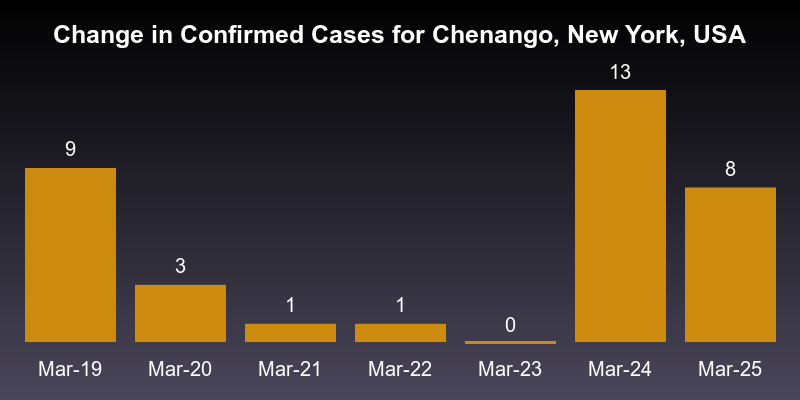 Change in Confirmed Cases for Chenango, New York, USA
13
9
8
3
1
1
0
Mar-19
Mar-20
Mar-21
Mar-22
Mar-23
Mar-24
Mar-25